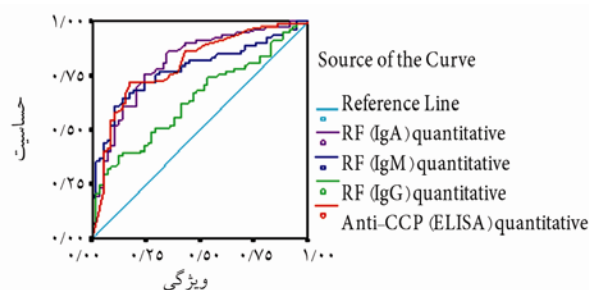 ۱/۰۰
۰/۷۵
۰/۵۰
۰/۲۵
۰/۰۰
حساسیت
۰/۰۰ ۰/۲۵ ۰/۵۰ ۰/۷۵ ۱/۰۰
ویژگی
Source of the Curve
Reference Line
RF (IgA) quantitative
RF (IgM) quantitative
RF (IgG) quantitative
Anti-CCP (ELISA) quantitative